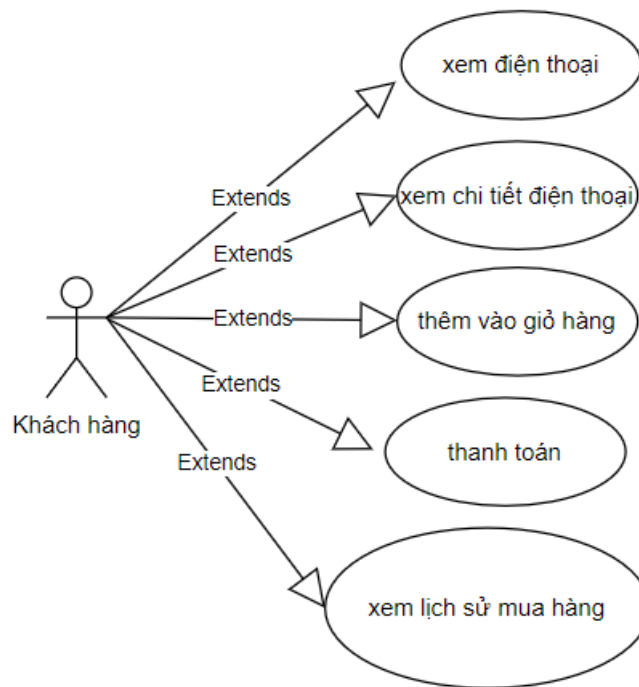 xem điện thoại
Extends
xem chi tiết điện thoại
Extends
thêm vào giỏ hàng
Extends
Extends
thanh toán
Khách hàng
Extends
xem lịch sử mua hàng